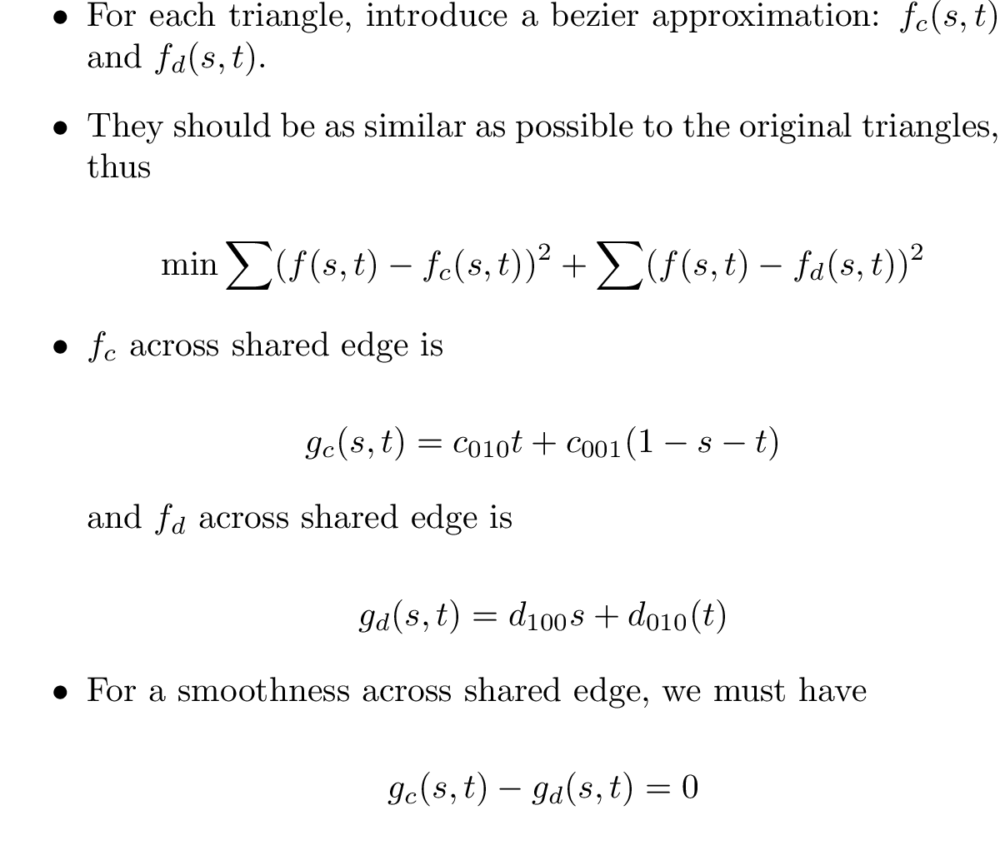 • For each triangle, introduce a bezier approximation: f_c(s, t)
and f_d(s, t).
• They should be as similar as possible to the original triangles,
thus
min ∑(f(s, t) − f_c(s, t))² + ∑(f(s, t) − f_d(s, t))²
• f_c across shared edge is
g_c(s, t) = c_{010}t + c_{001}(1 − s − t)
and f_d across shared edge is
g_d(s, t) = d_{100}s + d_{010}(t)
• For a smoothness across shared edge, we must have
g_c(s, t) − g_d(s, t) = 0